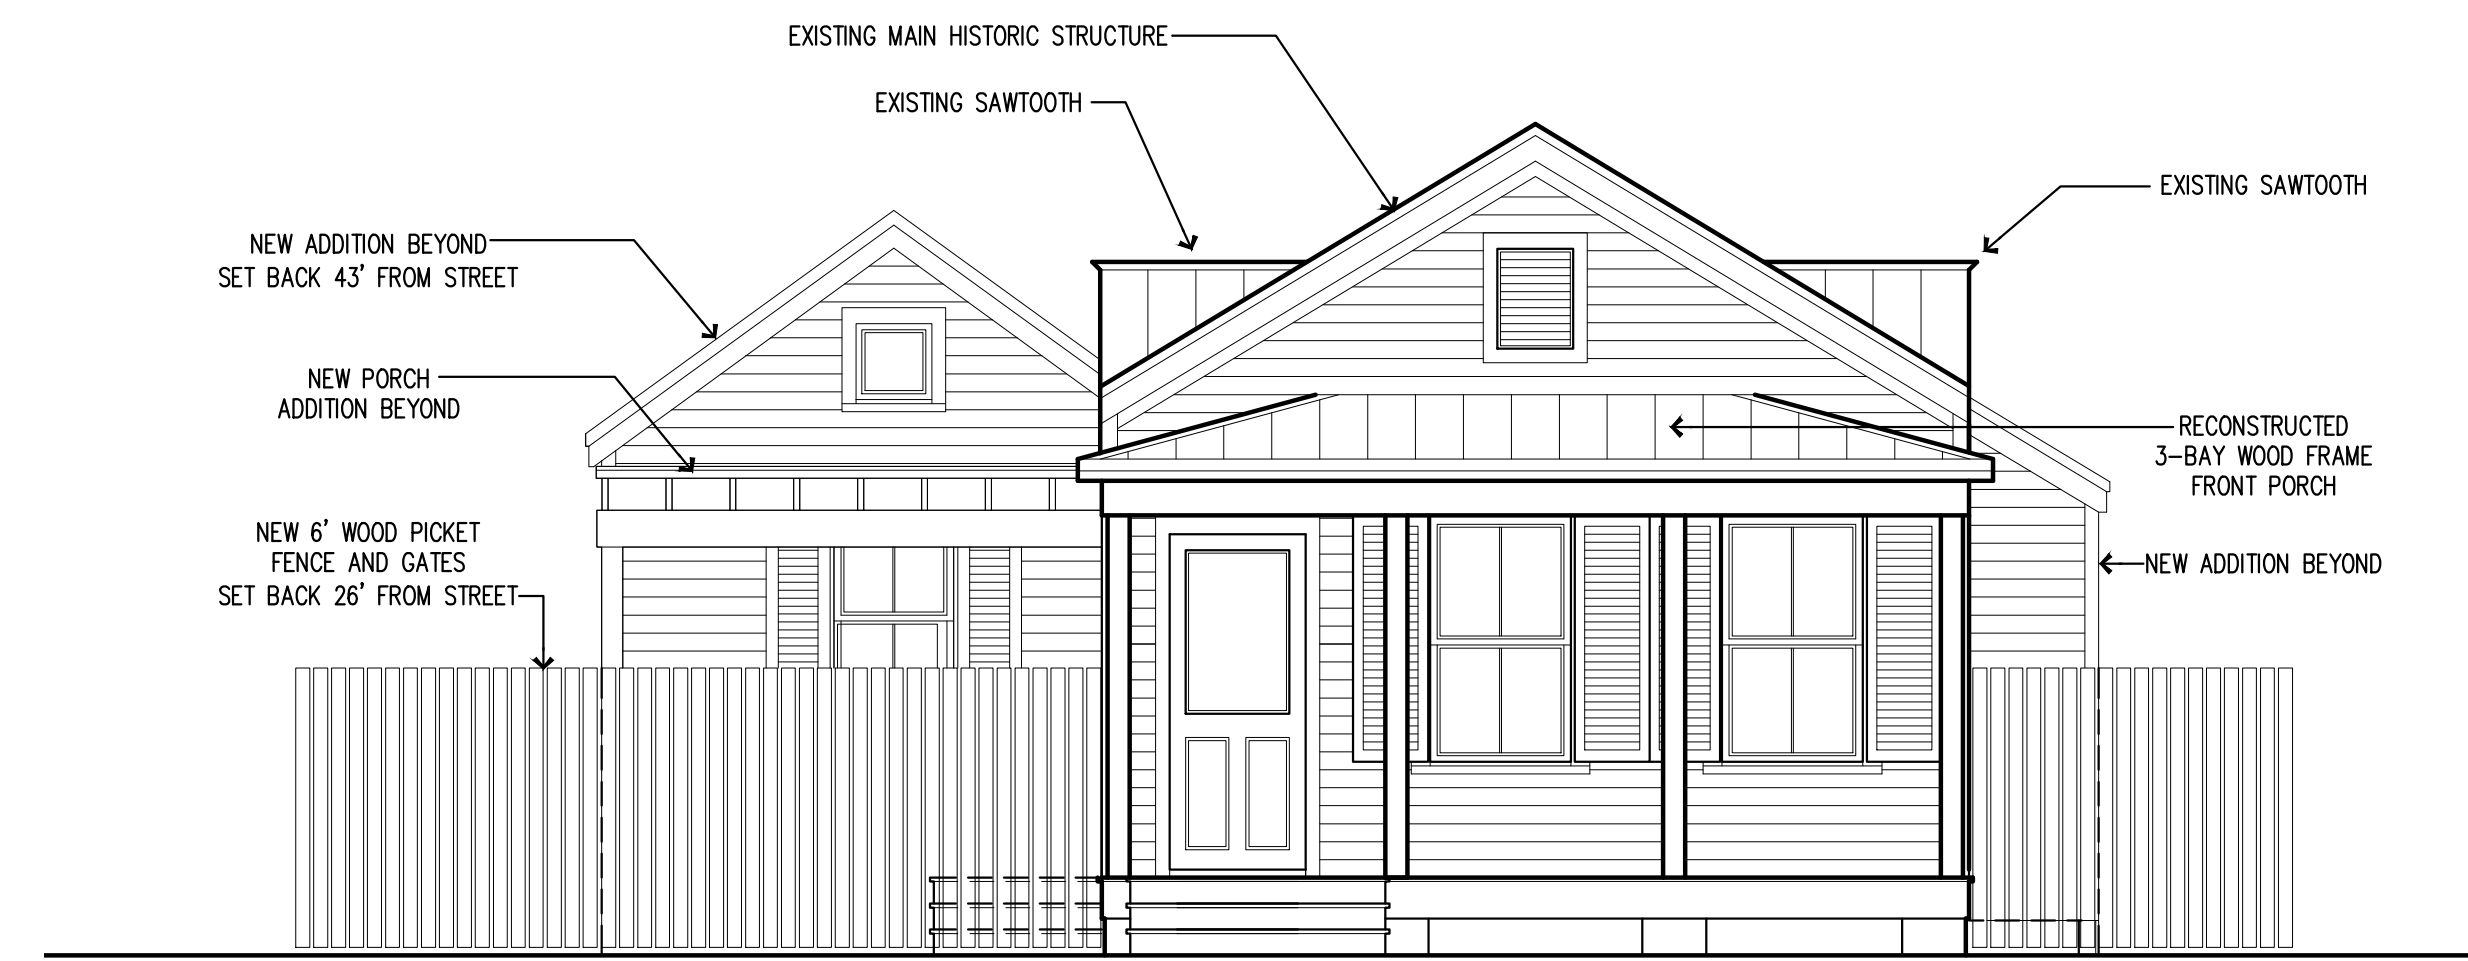 EXISTING MAIN HISTORIC STRUCTURE
EXISTING SAWTOOTH
EXISTING SAWTOOTH
NEW ADDITION BEYOND
SET BACK 43' FROM STREET
NEW PORCH
ADDITION BEYOND
RECONSTRUCTED
3-BAY WOOD FRAME
FRONT PORCH
NEW 6' WOOD PICKET
FENCE AND GATES
SET BACK 26' FROM STREET
NEW ADDITION BEYOND